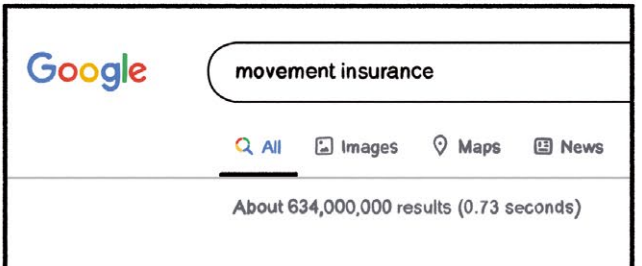 Google movement insurance
All Images Maps News
About 634,000,000 results (0.73 seconds)